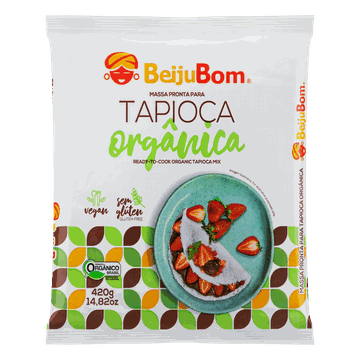 BeijuBom®
MASSA PRONTA PARA
TAPIOCA
orgânica
READY-TO-COOK ORGANIC TAPIOCA MIX
vegan
sem
glúten
GLUTEN FREE
PRODUTO
ORGÂNICO
BRASIL
420g
14,82oz
MASSA PRONTA PARA TAPIOCA ORGÂNICA